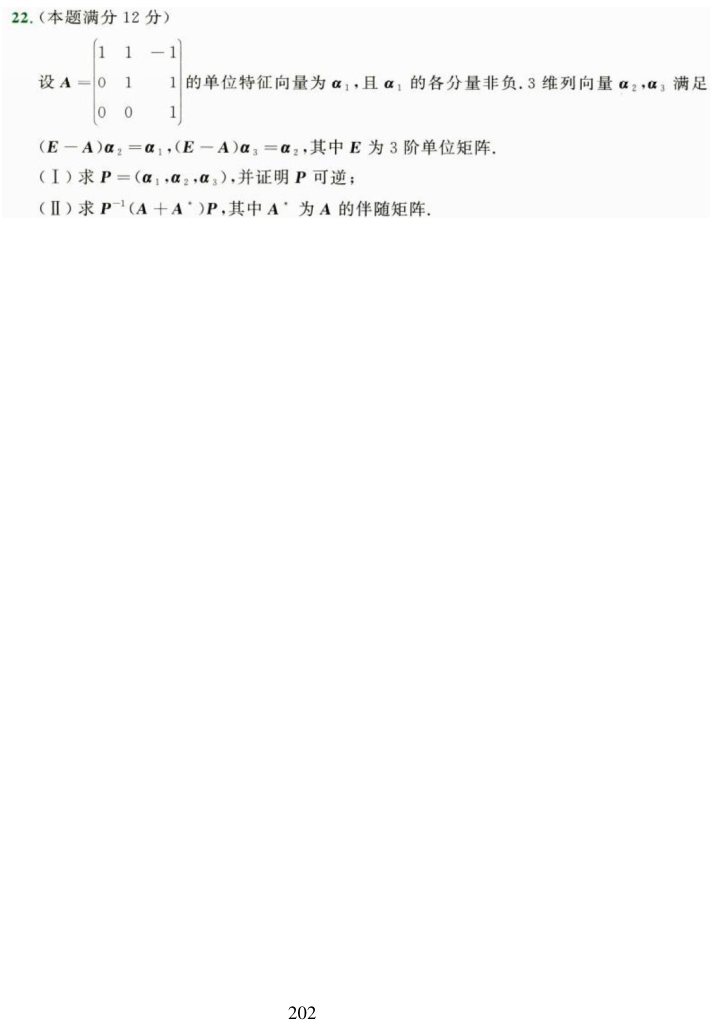 22.(本题满分 12 分)
设 A = [1 1 -1; 0 1 1; 0 0 1] 的单位特征向量为 α₁,且 α₁ 的各分量非负.3 维列向量 α₂,α₃ 满足
(E-A)α₂=α₁,(E-A)α₃=α₂,其中 E 为 3 阶单位矩阵.
(Ⅰ)求 P=(α₁,α₂,α₃),并证明 P 可逆;
(Ⅱ)求 P⁻¹(A+A*)P,其中 A* 为 A 的伴随矩阵.
202